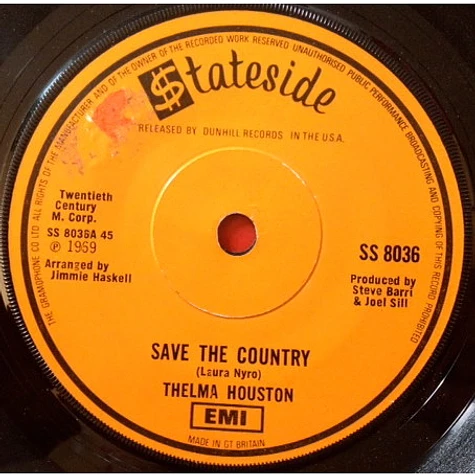 THE GRAMOPHONE CO LTD ALL RIGHTS OF THE MANUFACTURER AND OF THE OWNER OF THE RECORDED WORK RESERVED UNAUTHORISED PUBLIC PERFORMANCE BROADCASTING AND COPYING OF THIS RECORD PROHIBITED
$tateside
RELEASED BY DUNHILL RECORDS IN THE U.S.A.
Twentieth
Century
M. Corp.
SS 8036A 45
℗ 1969
Arranged by
Jimmie Haskell
SS 8036
Produced by
Steve Barri
& Joel Sill
SAVE THE COUNTRY
(Laura Nyro)
THELMA HOUSTON
EMI
MADE IN GT BRITAIN